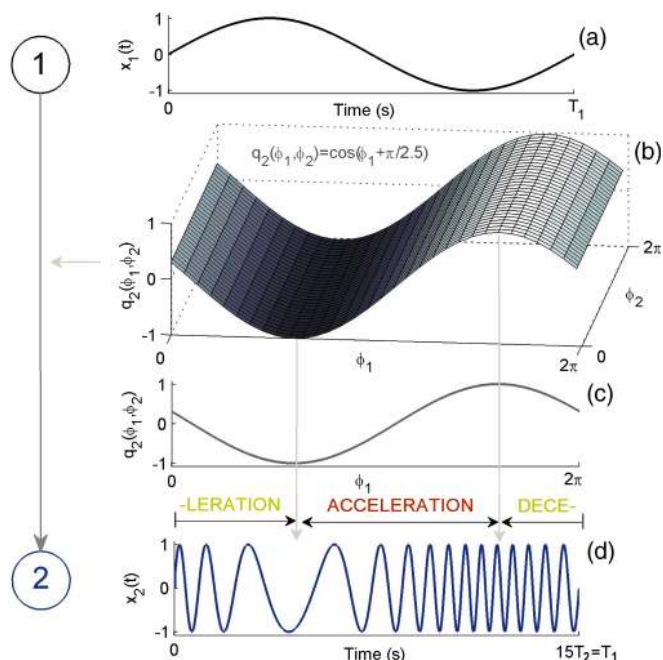 1
x₁(t)
1
0
-1
0
Time (s)
T₁
(a)
q₂(ϕ₁,ϕ₂)=cos(ϕ₁+π/2.5)
(b)
q₂(ϕ₁,ϕ₂)
1
0
-1
0
ϕ₁
2π
0
ϕ₂
2π
q₂(ϕ₁,ϕ₂)
1
0
-1
0
ϕ₁
2π
(c)
-LERATION
ACCELERATION
DECE-
2
x₂(t)
1
0
-1
0
Time (s)
15T₂=T₁
(d)